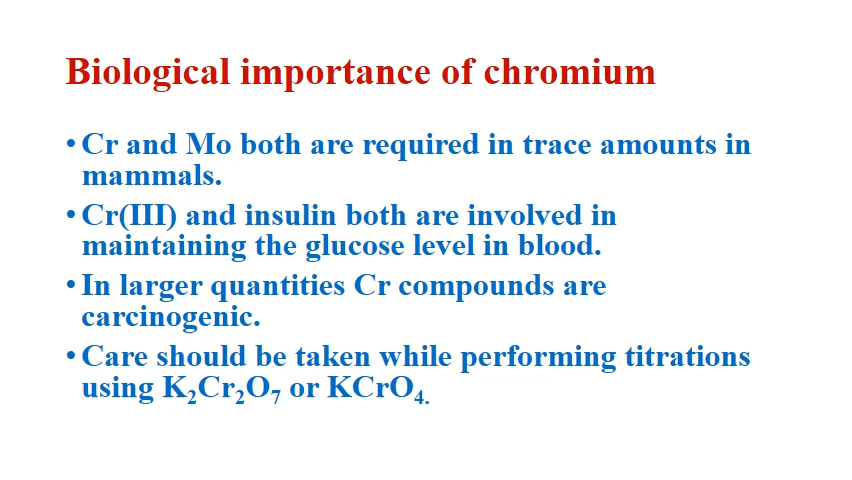 Biological importance of chromium
• Cr and Mo both are required in trace amounts in
mammals.
• Cr(III) and insulin both are involved in
maintaining the glucose level in blood.
• In larger quantities Cr compounds are
carcinogenic.
• Care should be taken while performing titrations
using K₂Cr₂O₇ or KCrO₄.